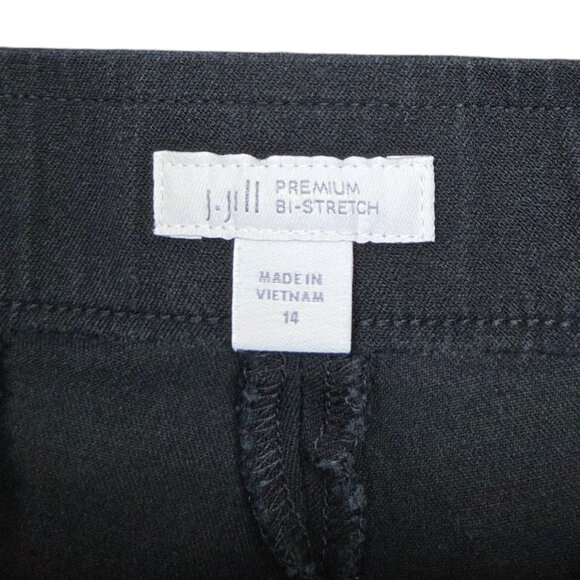 J.Jill PREMIUM
BI-STRETCH
MADE IN
VIETNAM
14